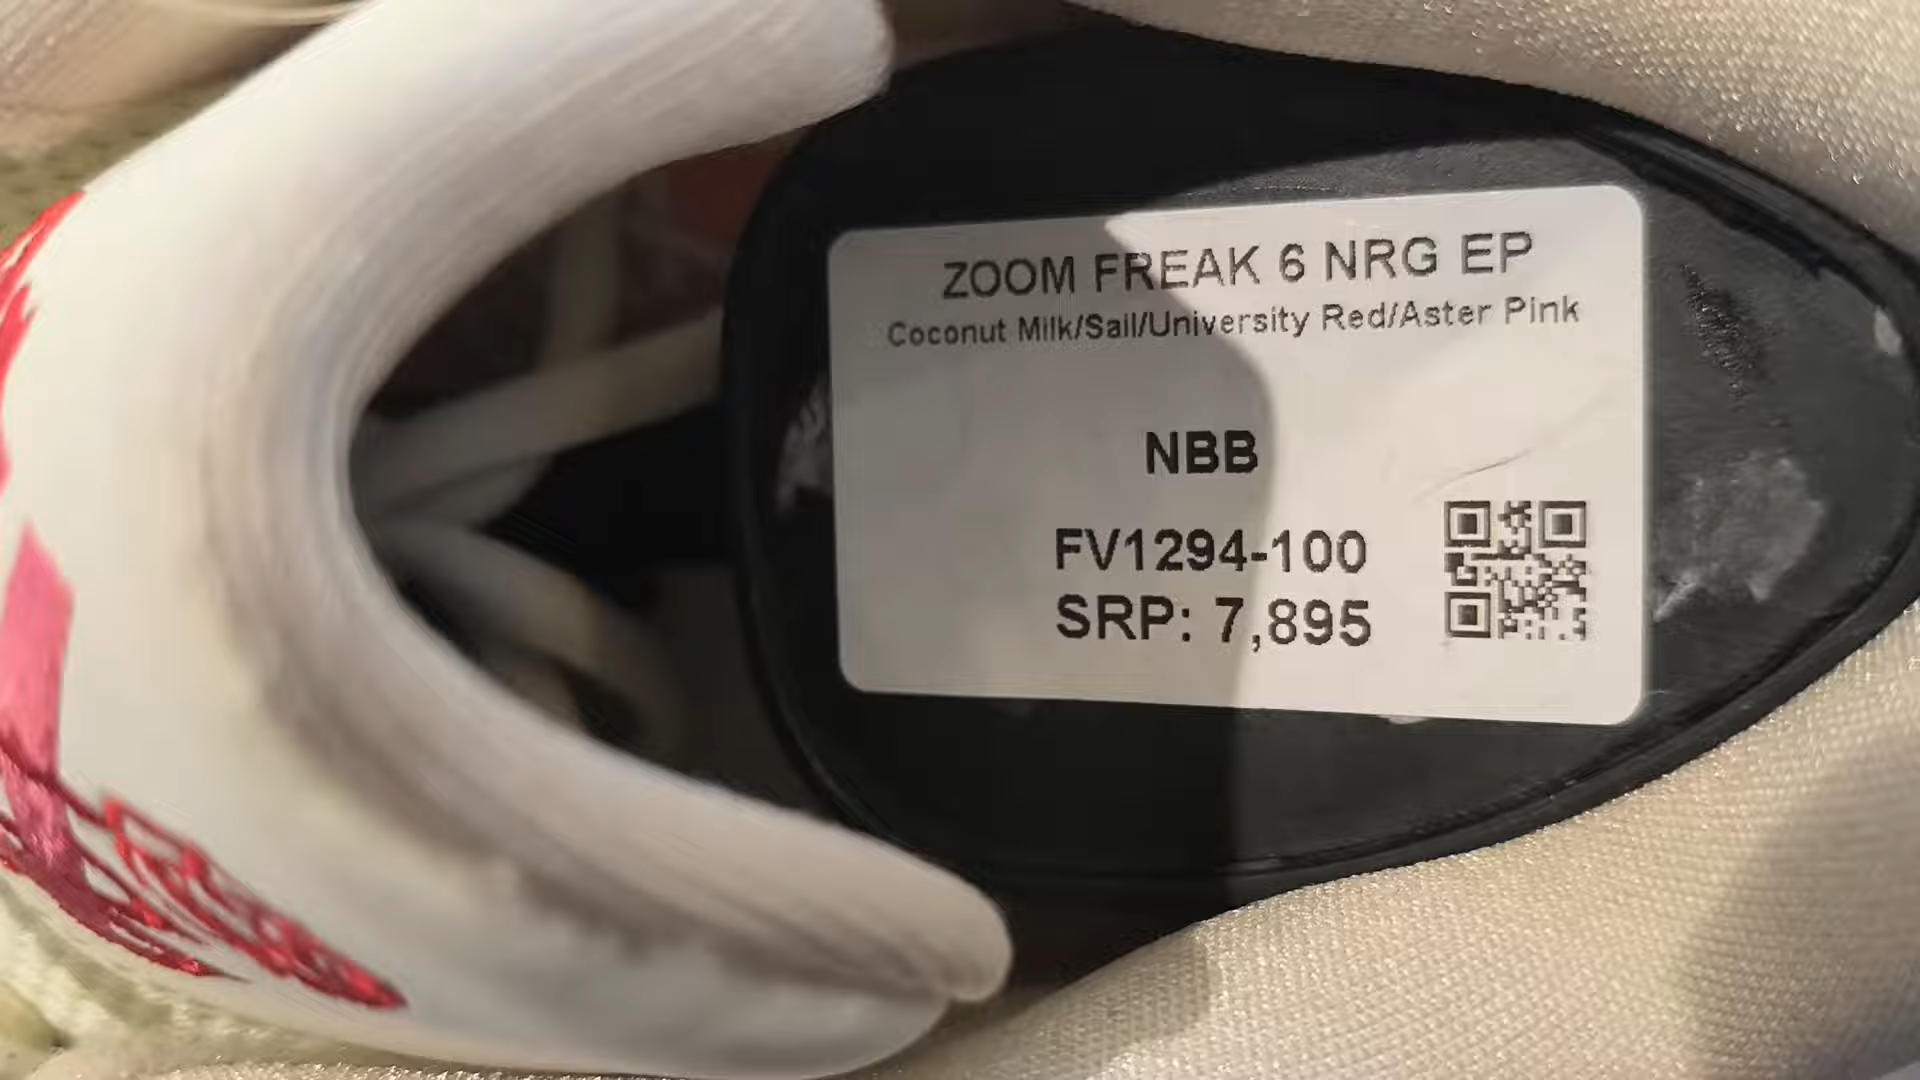 ZOOM FREAK 6 NRG EP
Coconut Milk/Sail/University Red/Aster Pink
NBB
FV1294-100
SRP: 7,895